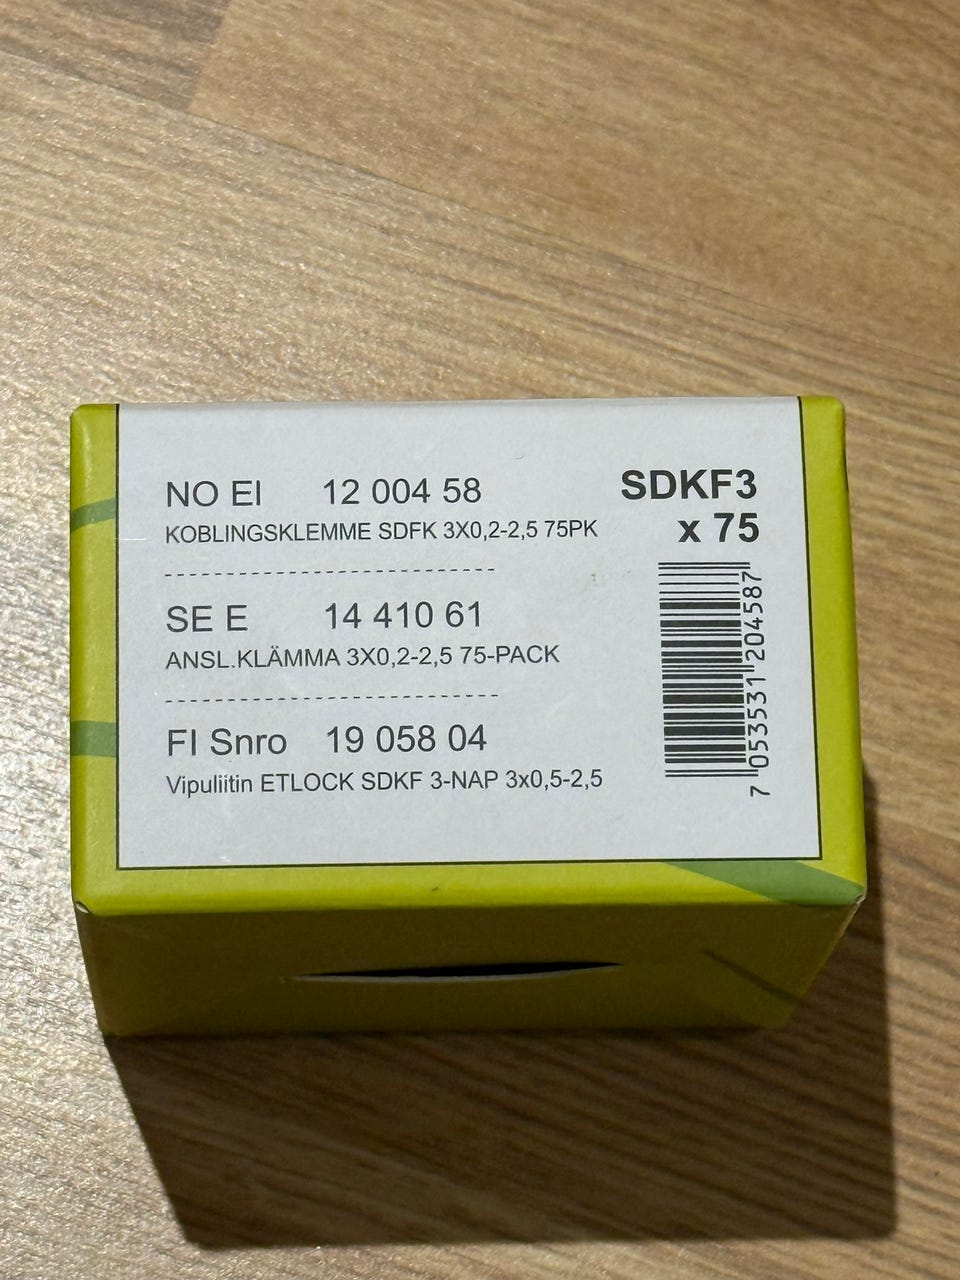 NO El 12 004 58
KOBLINGSKLEMME SDFK 3X0,2-2,5 75PK
SDKF3
x 75
---------------------------
SE E 14 410 61
ANSL.KLÄMMA 3X0,2-2,5 75-PACK
---------------------------
FI Snro 19 058 04
Vipuliitin ETLOCK SDKF 3-NAP 3x0,5-2,5
7 053531 204587